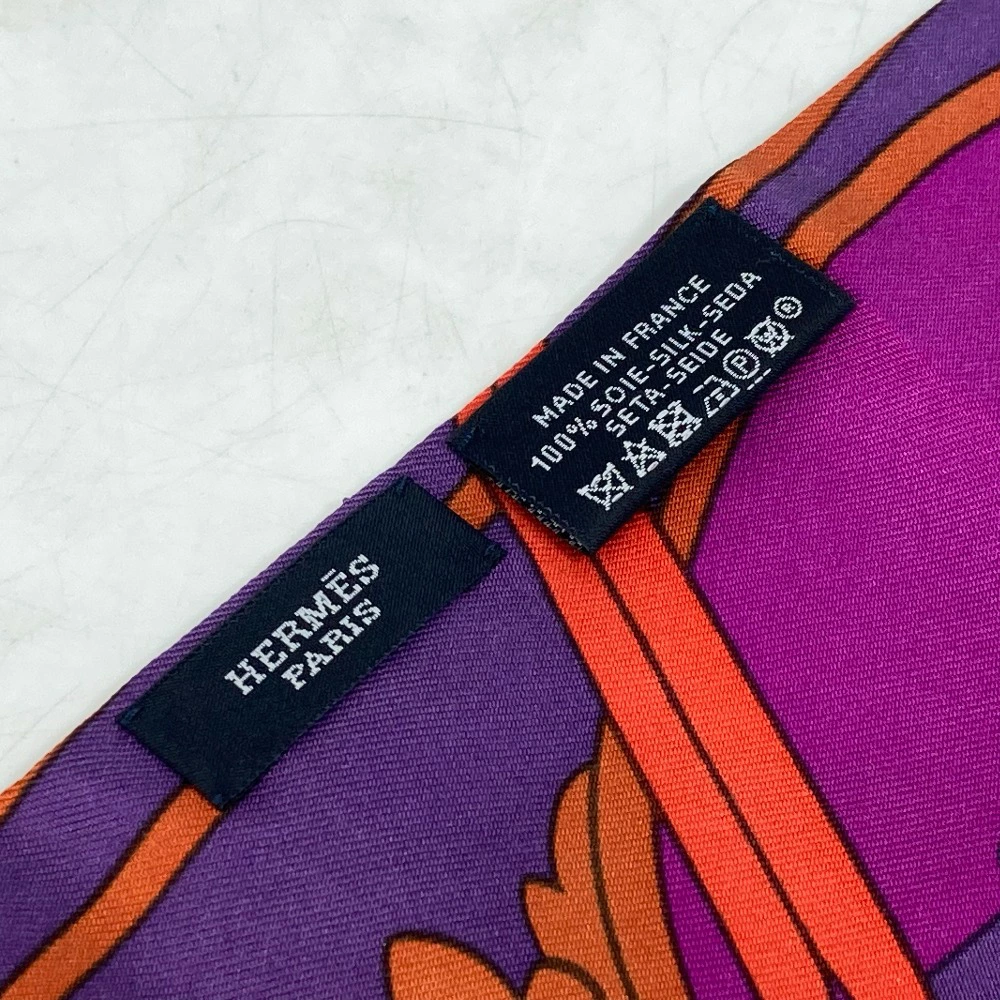 HERMÈS
PARIS
MADE IN FRANCE
100% SOIE-SILK-SEDA
SETA-SEIDE
P ®